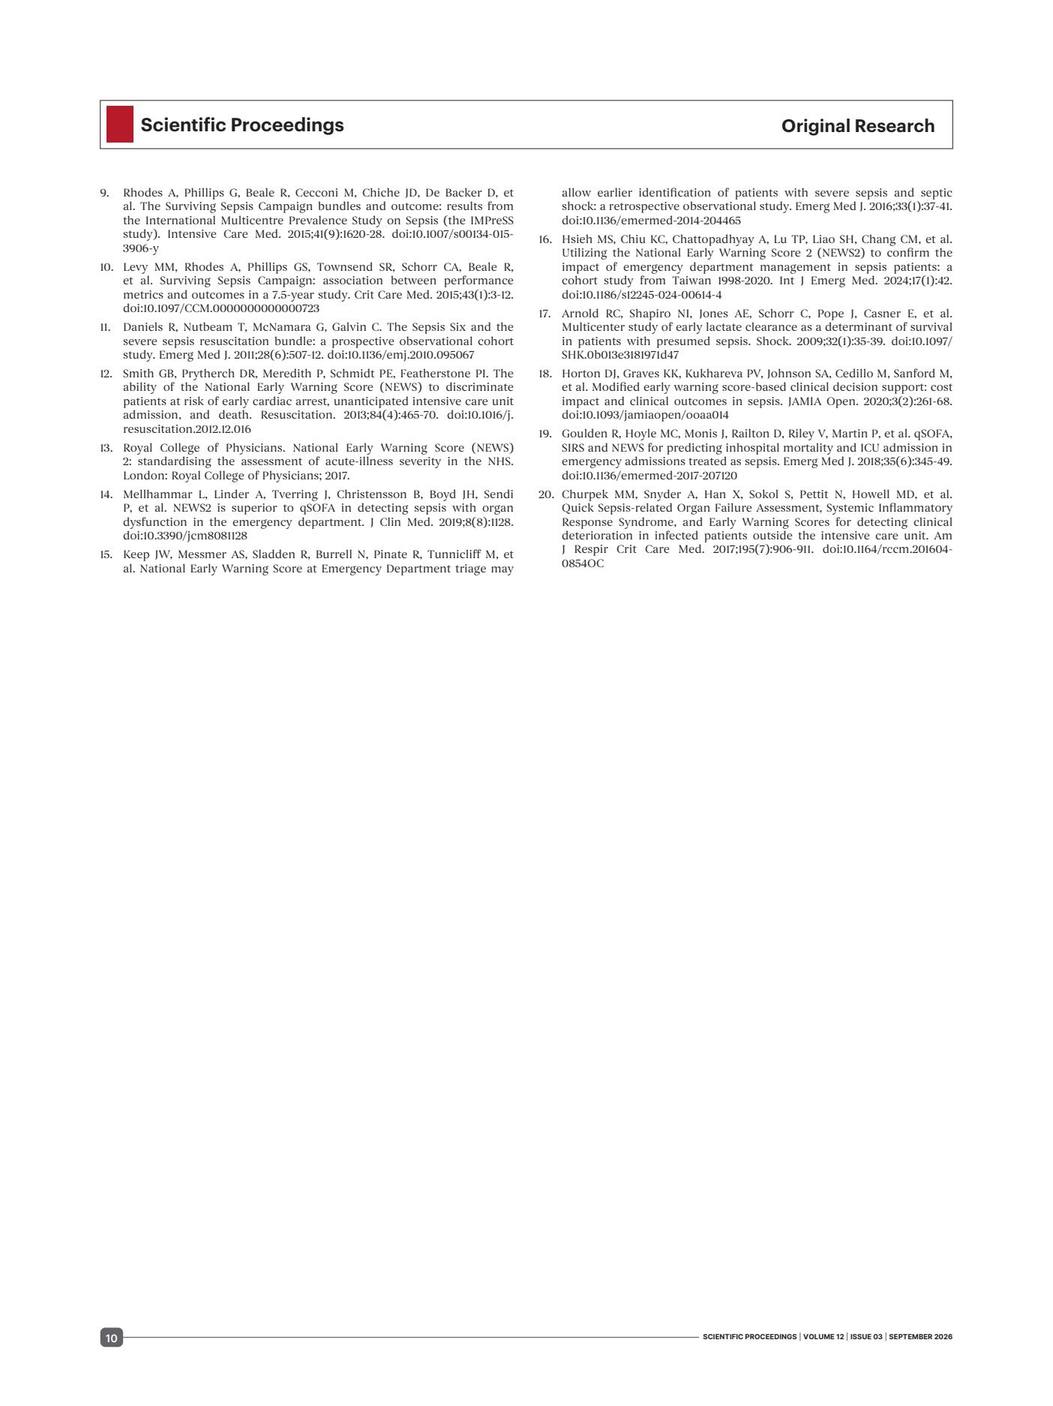 Scientific Proceedings
Original Research
9. Rhodes A, Phillips G, Beale R, Cecconi M, Chiche JD, De Backer D, et
al. The Surviving Sepsis Campaign bundles and outcome: results from
the International Multicentre Prevalence Study on Sepsis (the IMPreSS
study). Intensive Care Med. 2015;41(9):1620-28. doi:10.1007/s00134-015-
3906-y
10. Levy MM, Rhodes A, Phillips GS, Townsend SR, Schorr CA, Beale R,
et al. Surviving Sepsis Campaign: association between performance
metrics and outcomes in a 7.5-year study. Crit Care Med. 2015;43(1):3-12.
doi:10.1097/CCM.0000000000000723
11. Daniels R, Nutbeam T, McNamara G, Galvin C. The Sepsis Six and the
severe sepsis resuscitation bundle: a prospective observational cohort
study. Emerg Med J. 2011;28(6):507-12. doi:10.1136/emj.2010.095067
12. Smith GB, Prytherch DR, Meredith P, Schmidt PE, Featherstone PI. The
ability of the National Early Warning Score (NEWS) to discriminate
patients at risk of early cardiac arrest, unanticipated intensive care unit
admission, and death. Resuscitation. 2013;84(4):465-70. doi:10.1016/j.
resuscitation.2012.12.016
13. Royal College of Physicians. National Early Warning Score (NEWS)
2: standardising the assessment of acute-illness severity in the NHS.
London: Royal College of Physicians; 2017.
14. Mellhammar L, Linder A, Tverring J, Christensson B, Boyd JH, Sendi
P, et al. NEWS2 is superior to qSOFA in detecting sepsis with organ
dysfunction in the emergency department. J Clin Med. 2019;8(8):1128.
doi:10.3390/jcm8081128
15. Keep JW, Messmer AS, Sladden R, Burrell N, Pinate R, Tunnicliff M, et
al. National Early Warning Score at Emergency Department triage may
allow earlier identification of patients with severe sepsis and septic
shock: a retrospective observational study. Emerg Med J. 2016;33(1):37-41.
doi:10.1136/emermed-2014-204465
16. Hsieh MS, Chiu KC, Chattopadhyay A, Lu TP, Liao SH, Chang CM, et al.
Utilizing the National Early Warning Score 2 (NEWS2) to confirm the
impact of emergency department management in sepsis patients: a
cohort study from Taiwan 1998-2020. Int J Emerg Med. 2024;17(1):42.
doi:10.1186/s12245-024-00614-4
17. Arnold RC, Shapiro NI, Jones AE, Schorr C, Pope J, Casner E, et al.
Multicenter study of early lactate clearance as a determinant of survival
in patients with presumed sepsis. Shock. 2009;32(1):35-39. doi:10.1097/
SHK.0b013e3181971d47
18. Horton DJ, Graves KK, Kukhareva PV, Johnson SA, Cedillo M, Sanford M,
et al. Modified early warning score-based clinical decision support: cost
impact and clinical outcomes in sepsis. JAMIA Open. 2020;3(2):261-68.
doi:10.1093/jamiaopen/ooaa014
19. Goulden R, Hoyle MC, Monis J, Railton D, Riley V, Martin P, et al. qSOFA,
SIRS and NEWS for predicting inhospital mortality and ICU admission in
emergency admissions treated as sepsis. Emerg Med J. 2018;35(6):345-49.
doi:10.1136/emermed-2017-207120
20. Churpek MM, Snyder A, Han X, Sokol S, Pettit N, Howell MD, et al.
Quick Sepsis-related Organ Failure Assessment, Systemic Inflammatory
Response Syndrome, and Early Warning Scores for detecting clinical
deterioration in infected patients outside the intensive care unit. Am
J Respir Crit Care Med. 2017;195(7):906-911. doi:10.1164/rccm.201604-
0854OC
10
SCIENTIFIC PROCEEDINGS | VOLUME 12 | ISSUE 03 | SEPTEMBER 2026